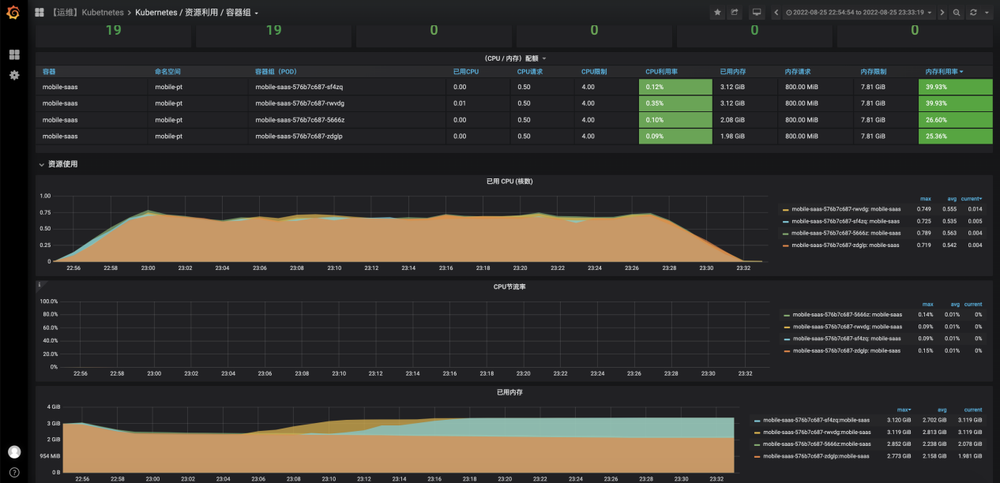 【运维】Kubetnetes > Kubernetes / 资源利用 / 容器组
2022-08-25 22:54:54 to 2022-08-25 23:33:19
19 19 0 0 0 0
（CPU / 内存）配额
容器 命名空间 容器组（POD） 已用CPU CPU请求 CPU限制 CPU利用率 已用内存 内存请求 内存限制 内存利用率
mobile-saas mobile-pt mobile-saas-576b7c687-sf4zq 0.00 0.50 4.00 0.12% 3.12 GiB 800.00 MiB 7.81 GiB 39.93%
mobile-saas mobile-pt mobile-saas-576b7c687-rwvdg 0.01 0.50 4.00 0.35% 3.12 GiB 800.00 MiB 7.81 GiB 39.93%
mobile-saas mobile-pt mobile-saas-576b7c687-5666z 0.00 0.50 4.00 0.10% 2.08 GiB 800.00 MiB 7.81 GiB 26.60%
mobile-saas mobile-pt mobile-saas-576b7c687-zdglp 0.00 0.50 4.00 0.09% 1.98 GiB 800.00 MiB 7.81 GiB 25.36%
资源使用
已用 CPU (核数)
1.00
0.75
0.50
0.25
0
22:56 22:58 23:00 23:02 23:04 23:06 23:08 23:10 23:12 23:14 23:16 23:18 23:20 23:22 23:24 23:26 23:28 23:30 23:32
max avg current
mobile-saas-576b7c687-rwvdg: mobile-saas 0.749 0.555 0.014
mobile-saas-576b7c687-sf4zq: mobile-saas 0.725 0.535 0.005
mobile-saas-576b7c687-5666z: mobile-saas 0.789 0.563 0.004
mobile-saas-576b7c687-zdglp: mobile-saas 0.719 0.542 0.004
CPU节流率
100.0%
80.0%
60.0%
40.0%
20.0%
0%
22:56 22:58 23:00 23:02 23:04 23:06 23:08 23:10 23:12 23:14 23:16 23:18 23:20 23:22 23:24 23:26 23:28 23:30 23:32
max avg current
mobile-saas-576b7c687-5666z: mobile-saas 0.14% 0.01% 0%
mobile-saas-576b7c687-rwvdg: mobile-saas 0.09% 0.01% 0%
mobile-saas-576b7c687-sf4zq: mobile-saas 0.09% 0.01% 0%
mobile-saas-576b7c687-zdglp: mobile-saas 0.15% 0.01% 0%
已用内存
4 GiB
3 GiB
2 GiB
954 MiB
0 B
22:56 22:58 23:00 23:02 23:04 23:06 23:08 23:10 23:12 23:14 23:16 23:18 23:20 23:22 23:24 23:26 23:28 23:30 23:32
max avg current
mobile-saas-576b7c687-sf4zq:mobile-saas 3.120 GiB 2.702 GiB 3.119 GiB
mobile-saas-576b7c687-rwvdg:mobile-saas 3.119 GiB 2.813 GiB 3.119 GiB
mobile-saas-576b7c687-5666z:mobile-saas 2.852 GiB 2.238 GiB 2.078 GiB
mobile-saas-576b7c687-zdglp:mobile-saas 2.773 GiB 2.158 GiB 1.981 GiB